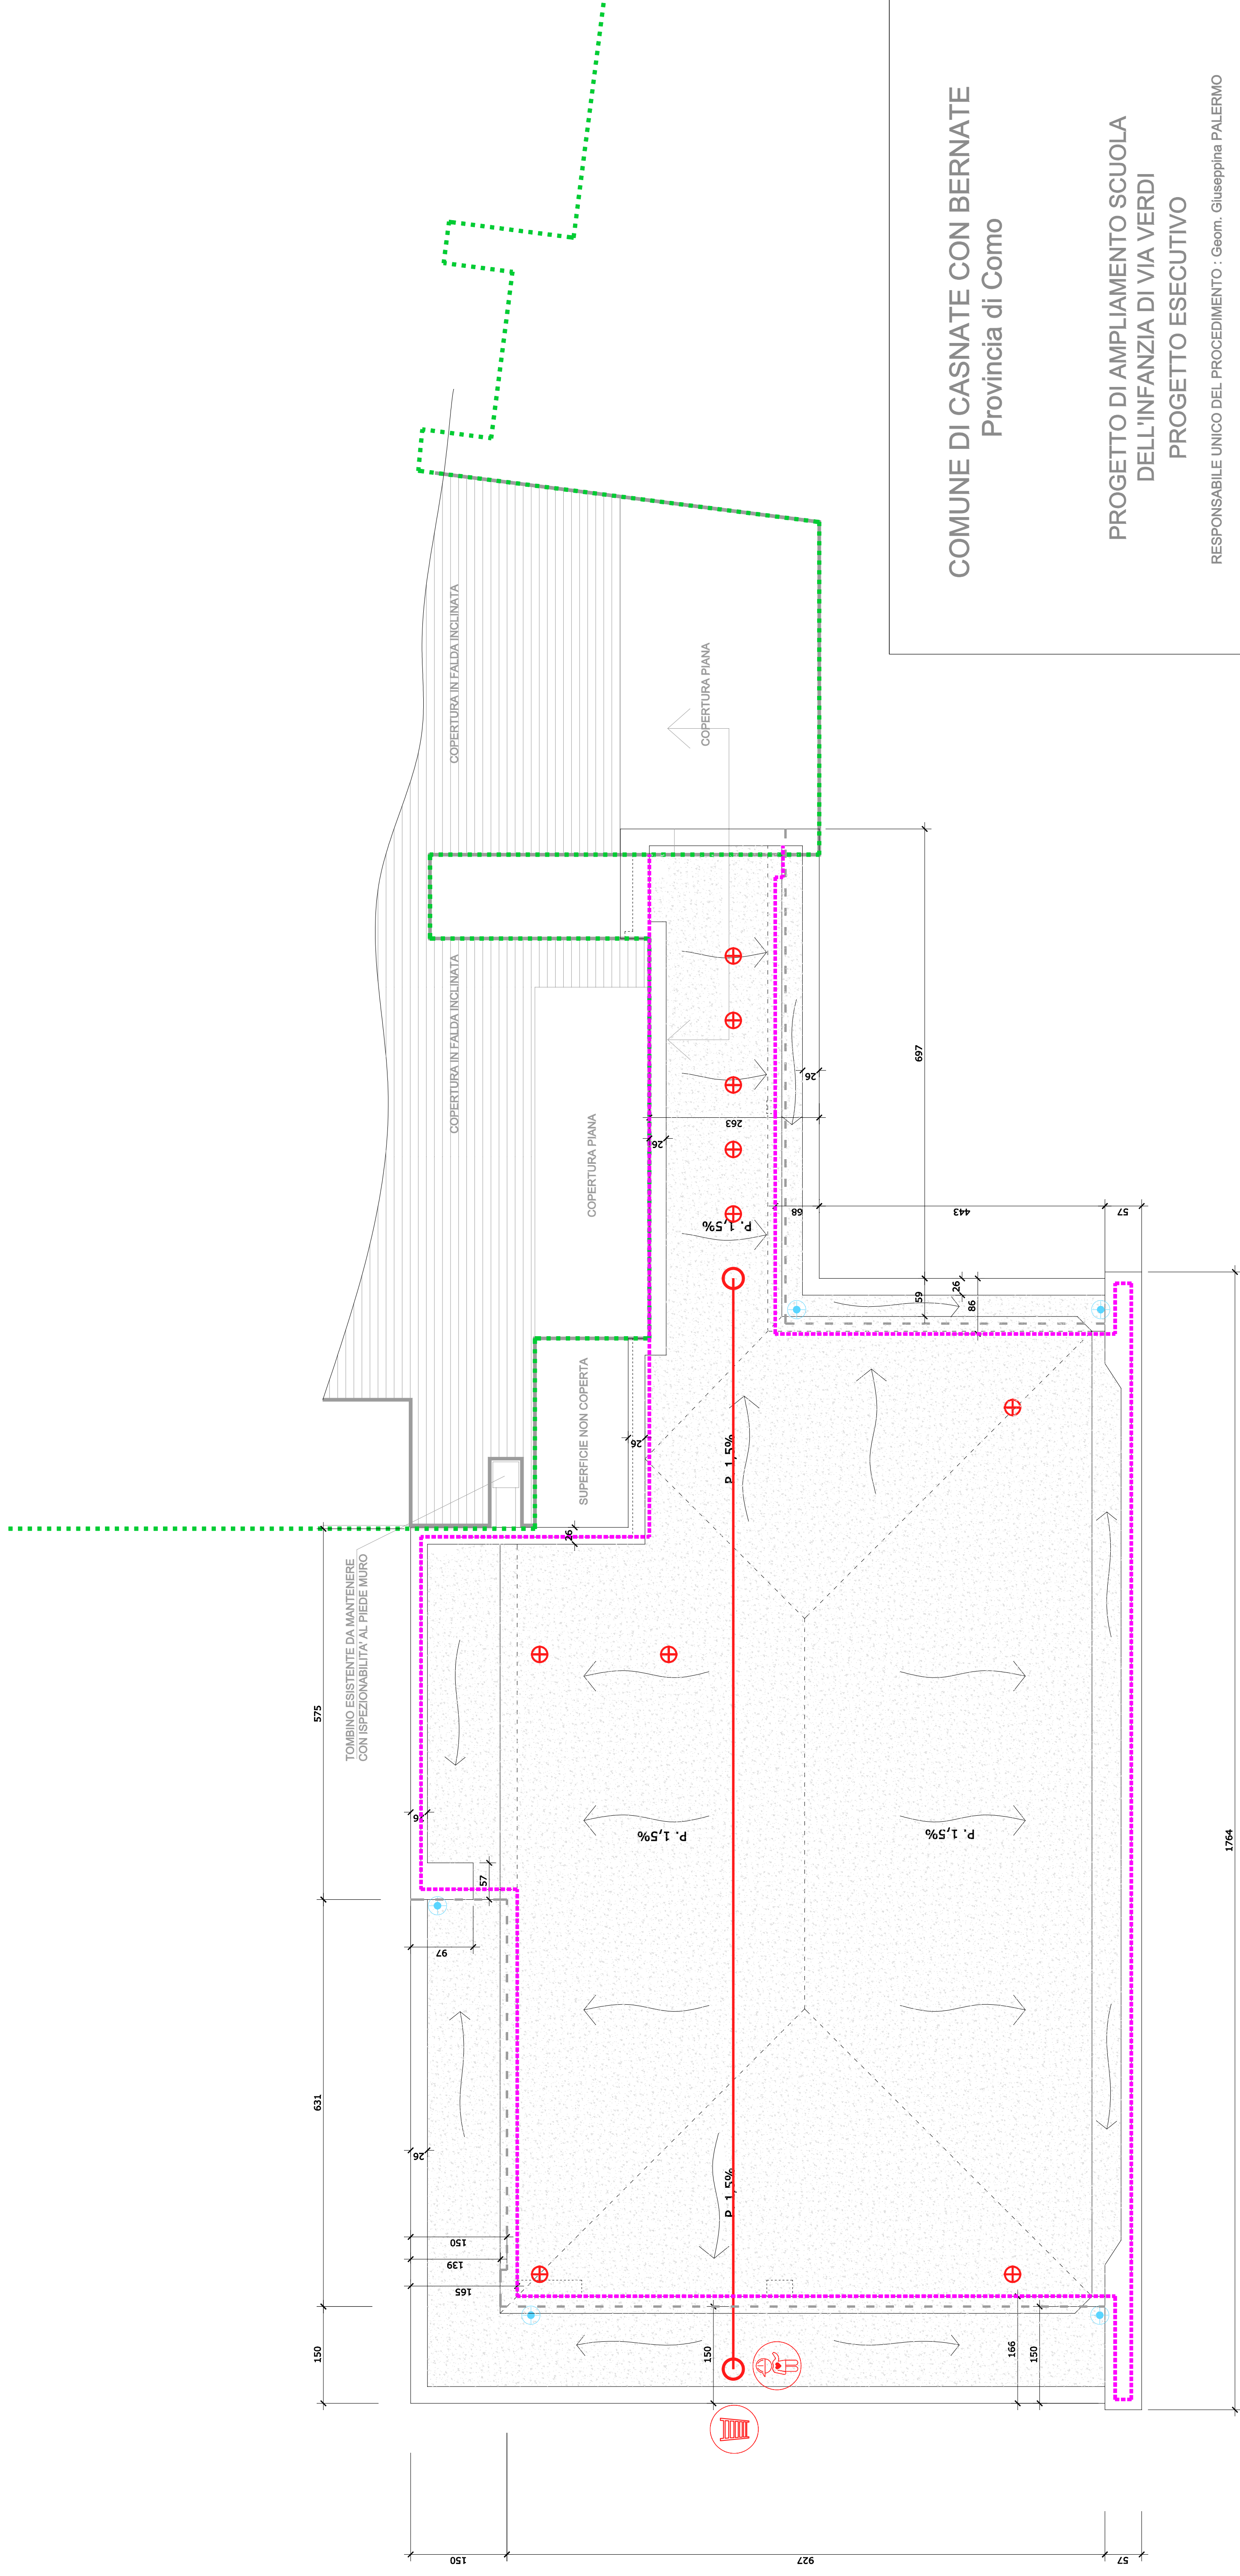 COMUNE DI CASNATE CON BERNATE
Provincia di Como
PROGETTO DI AMPLIAMENTO SCUOLA
DELL'INFANZIA DI VIA VERDI
PROGETTO ESECUTIVO
RESPONSABILE UNICO DEL PROCEDIMENTO : Geom. Giuseppina PALERMO
COPERTURA IN FALDA INCLINATA
COPERTURA PIANA
COPERTURA IN FALDA INCLINATA
COPERTURA PIANA
SUPERFICIE NON COPERTA
TOMBINO ESISTENTE DA MANTENERE
CON ISPEZIONABILITA' AL PIEDE MURO
697
26
263
26
68
443
57
P. 1,5%
59
26
86
26
26
P. 1,5%
575
26
57
97
P. 1,5%
P. 1,5%
1764
631
26
150
139
165
P. 1,5%
150
150
166
150
150
927
57